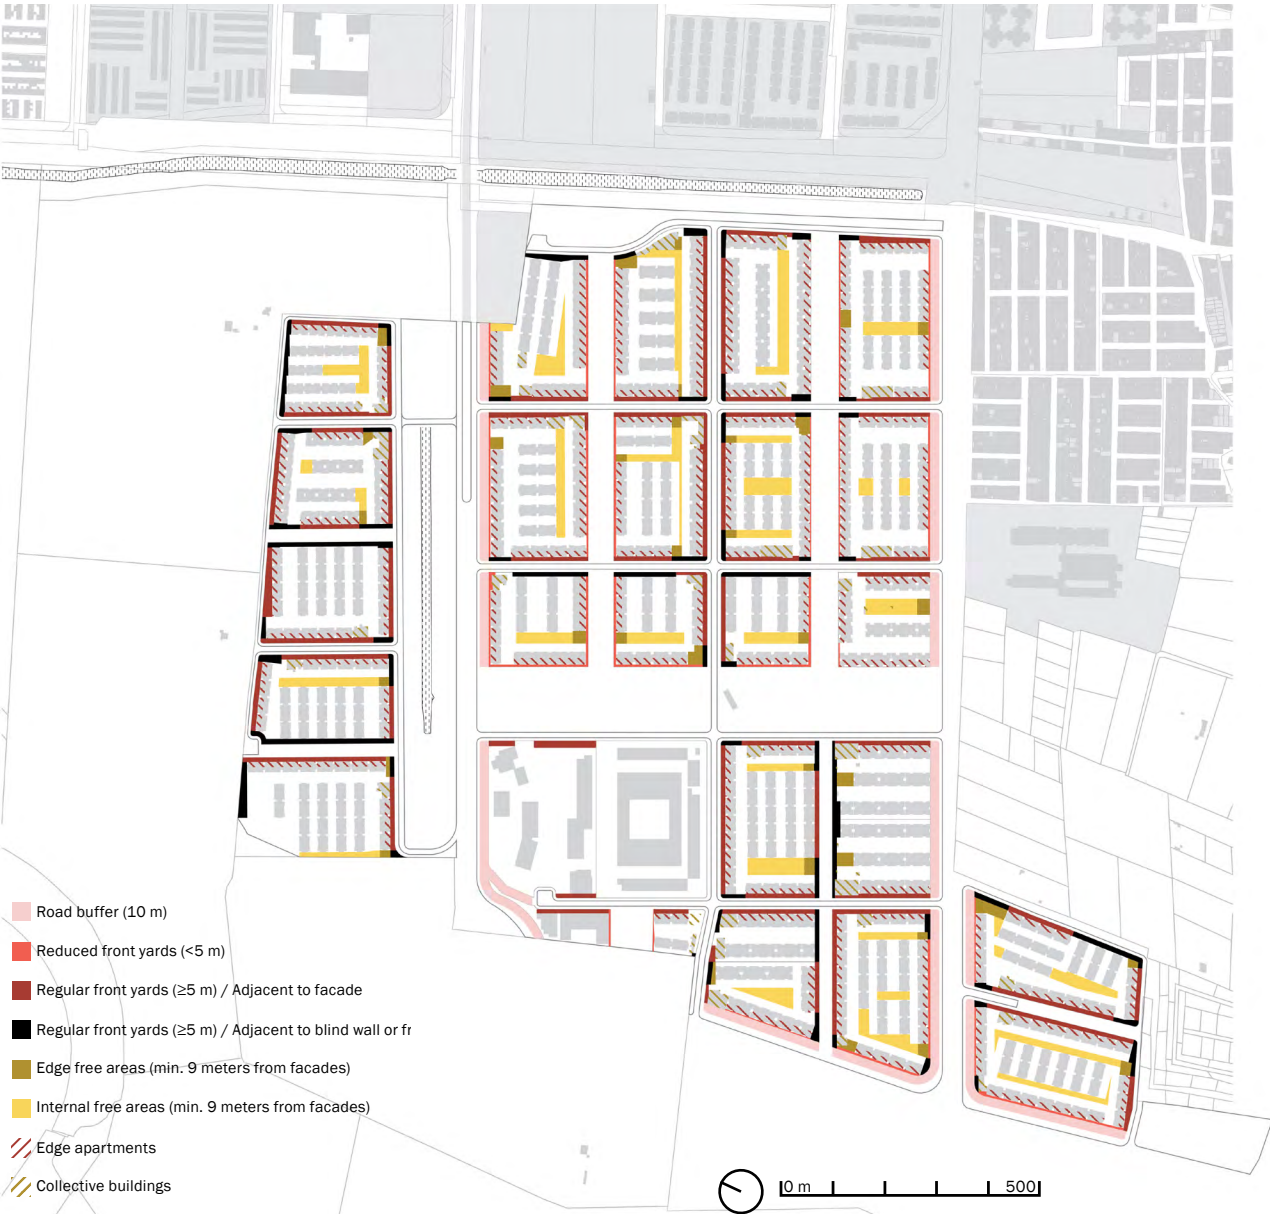 Road buffer (10 m)
Reduced front yards (<5 m)
Regular front yards (≥5 m) / Adjacent to facade
Regular front yards (≥5 m) / Adjacent to blind wall or fr
Edge free areas (min. 9 meters from facades)
Internal free areas (min. 9 meters from facades)
Edge apartments
Collective buildings
0 m 500